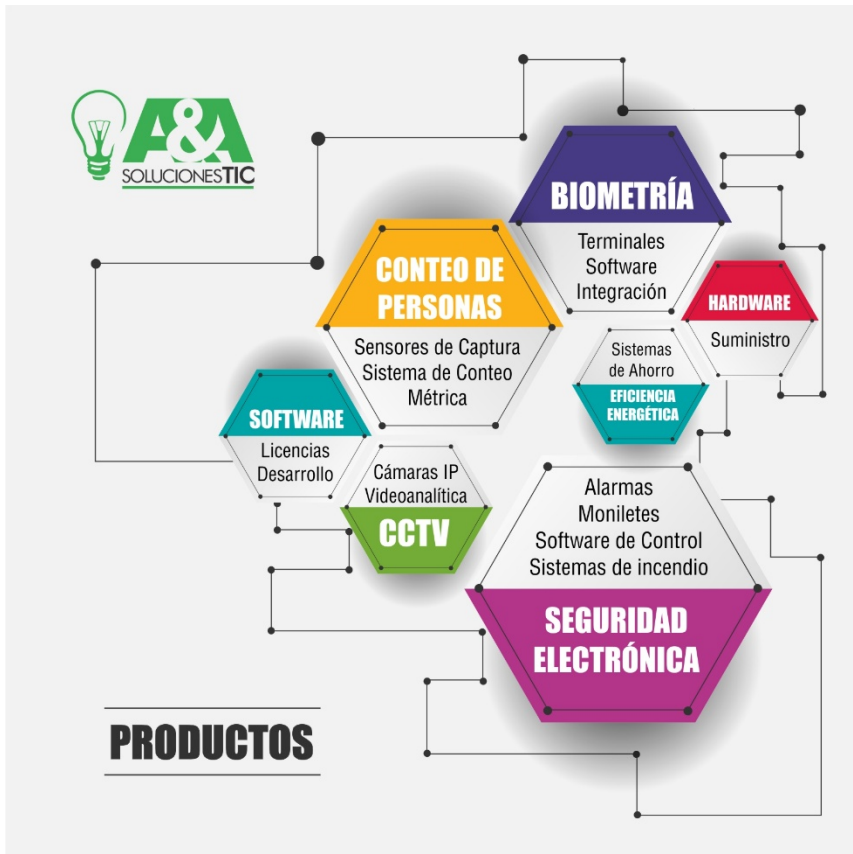 A&A
SOLUCIONESTIC
BIOMETRÍA
Terminales
Software
Integración
CONTEO DE
PERSONAS
Sensores de Captura
Sistema de Conteo
Métrica
HARDWARE
Suministro
Sistemas
de Ahorro
EFICIENCIA
ENERGÉTICA
SOFTWARE
Licencias
Desarrollo
Cámaras IP
Videoanalítica
CCTV
Alarmas
Moniletes
Software de Control
Sistemas de incendio
SEGURIDAD
ELECTRÓNICA
PRODUCTOS